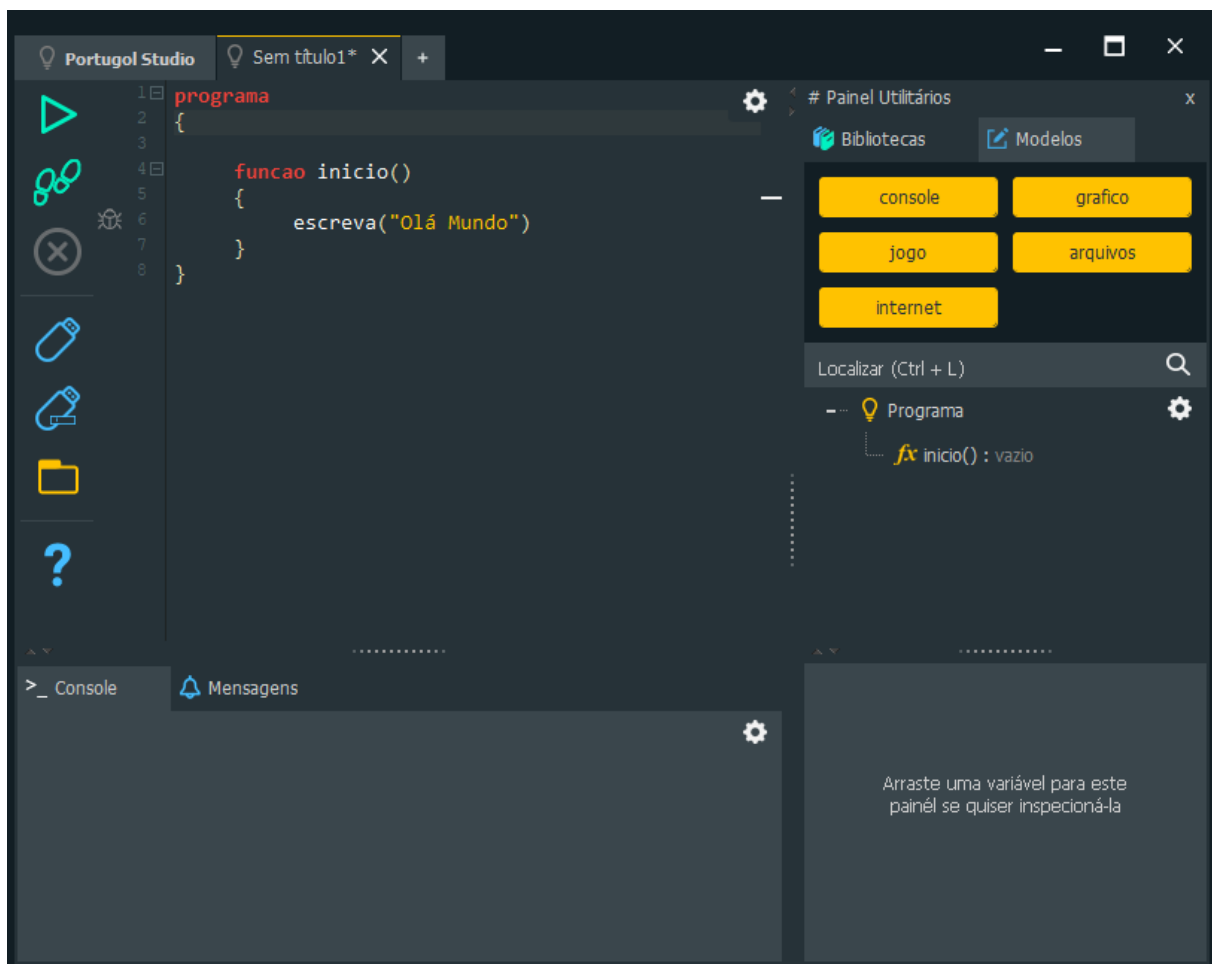 Portugol Studio
Sem título1*
+
1 programa
2 {
3
4 funcao inicio()
5 {
6 escreva("Olá Mundo")
7 }
8 }
# Painel Utilitários x
Bibliotecas
Modelos
console
grafico
jogo
arquivos
internet
Localizar (Ctrl + L)
Programa
fx inicio() : vazio
?
>_ Console
Mensagens
Arraste uma variável para este
painél se quiser inspecioná-la